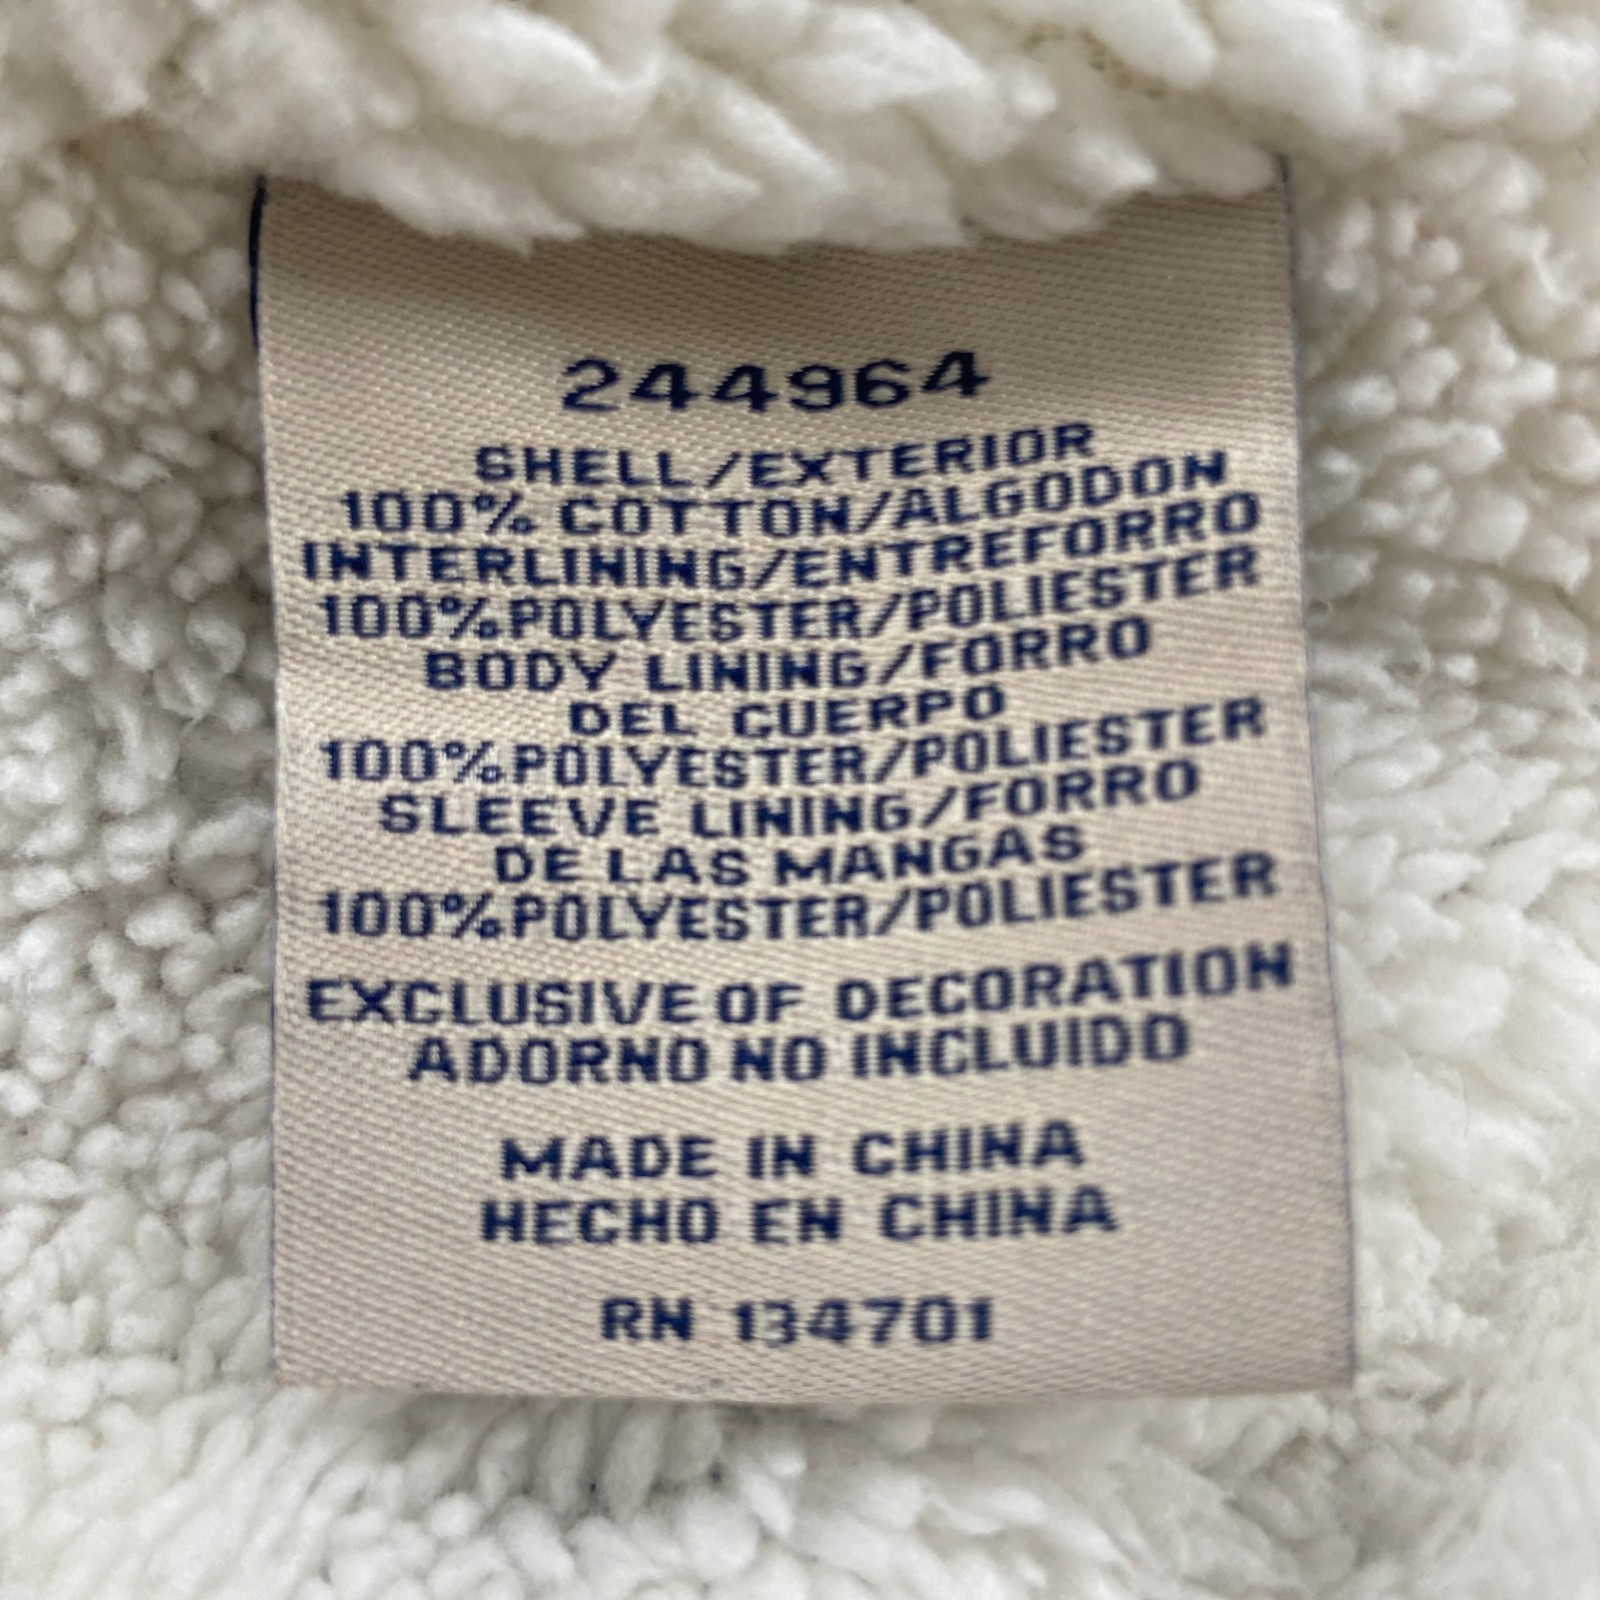 244964
SHELL/EXTERIOR
100% COTTON/ALGODON
INTERLINING/ENTREFORRO
100%POLYESTER/POLIESTER
BODY LINING/FORRO
DEL CUERPO
100%POLYESTER/POLIESTER
SLEEVE LINING/FORRO
DE LAS MANGAS
100%POLYESTER/POLIESTER
EXCLUSIVE OF DECORATION
ADORNO NO INCLUIDO
MADE IN CHINA
HECHO EN CHINA
RN 134701